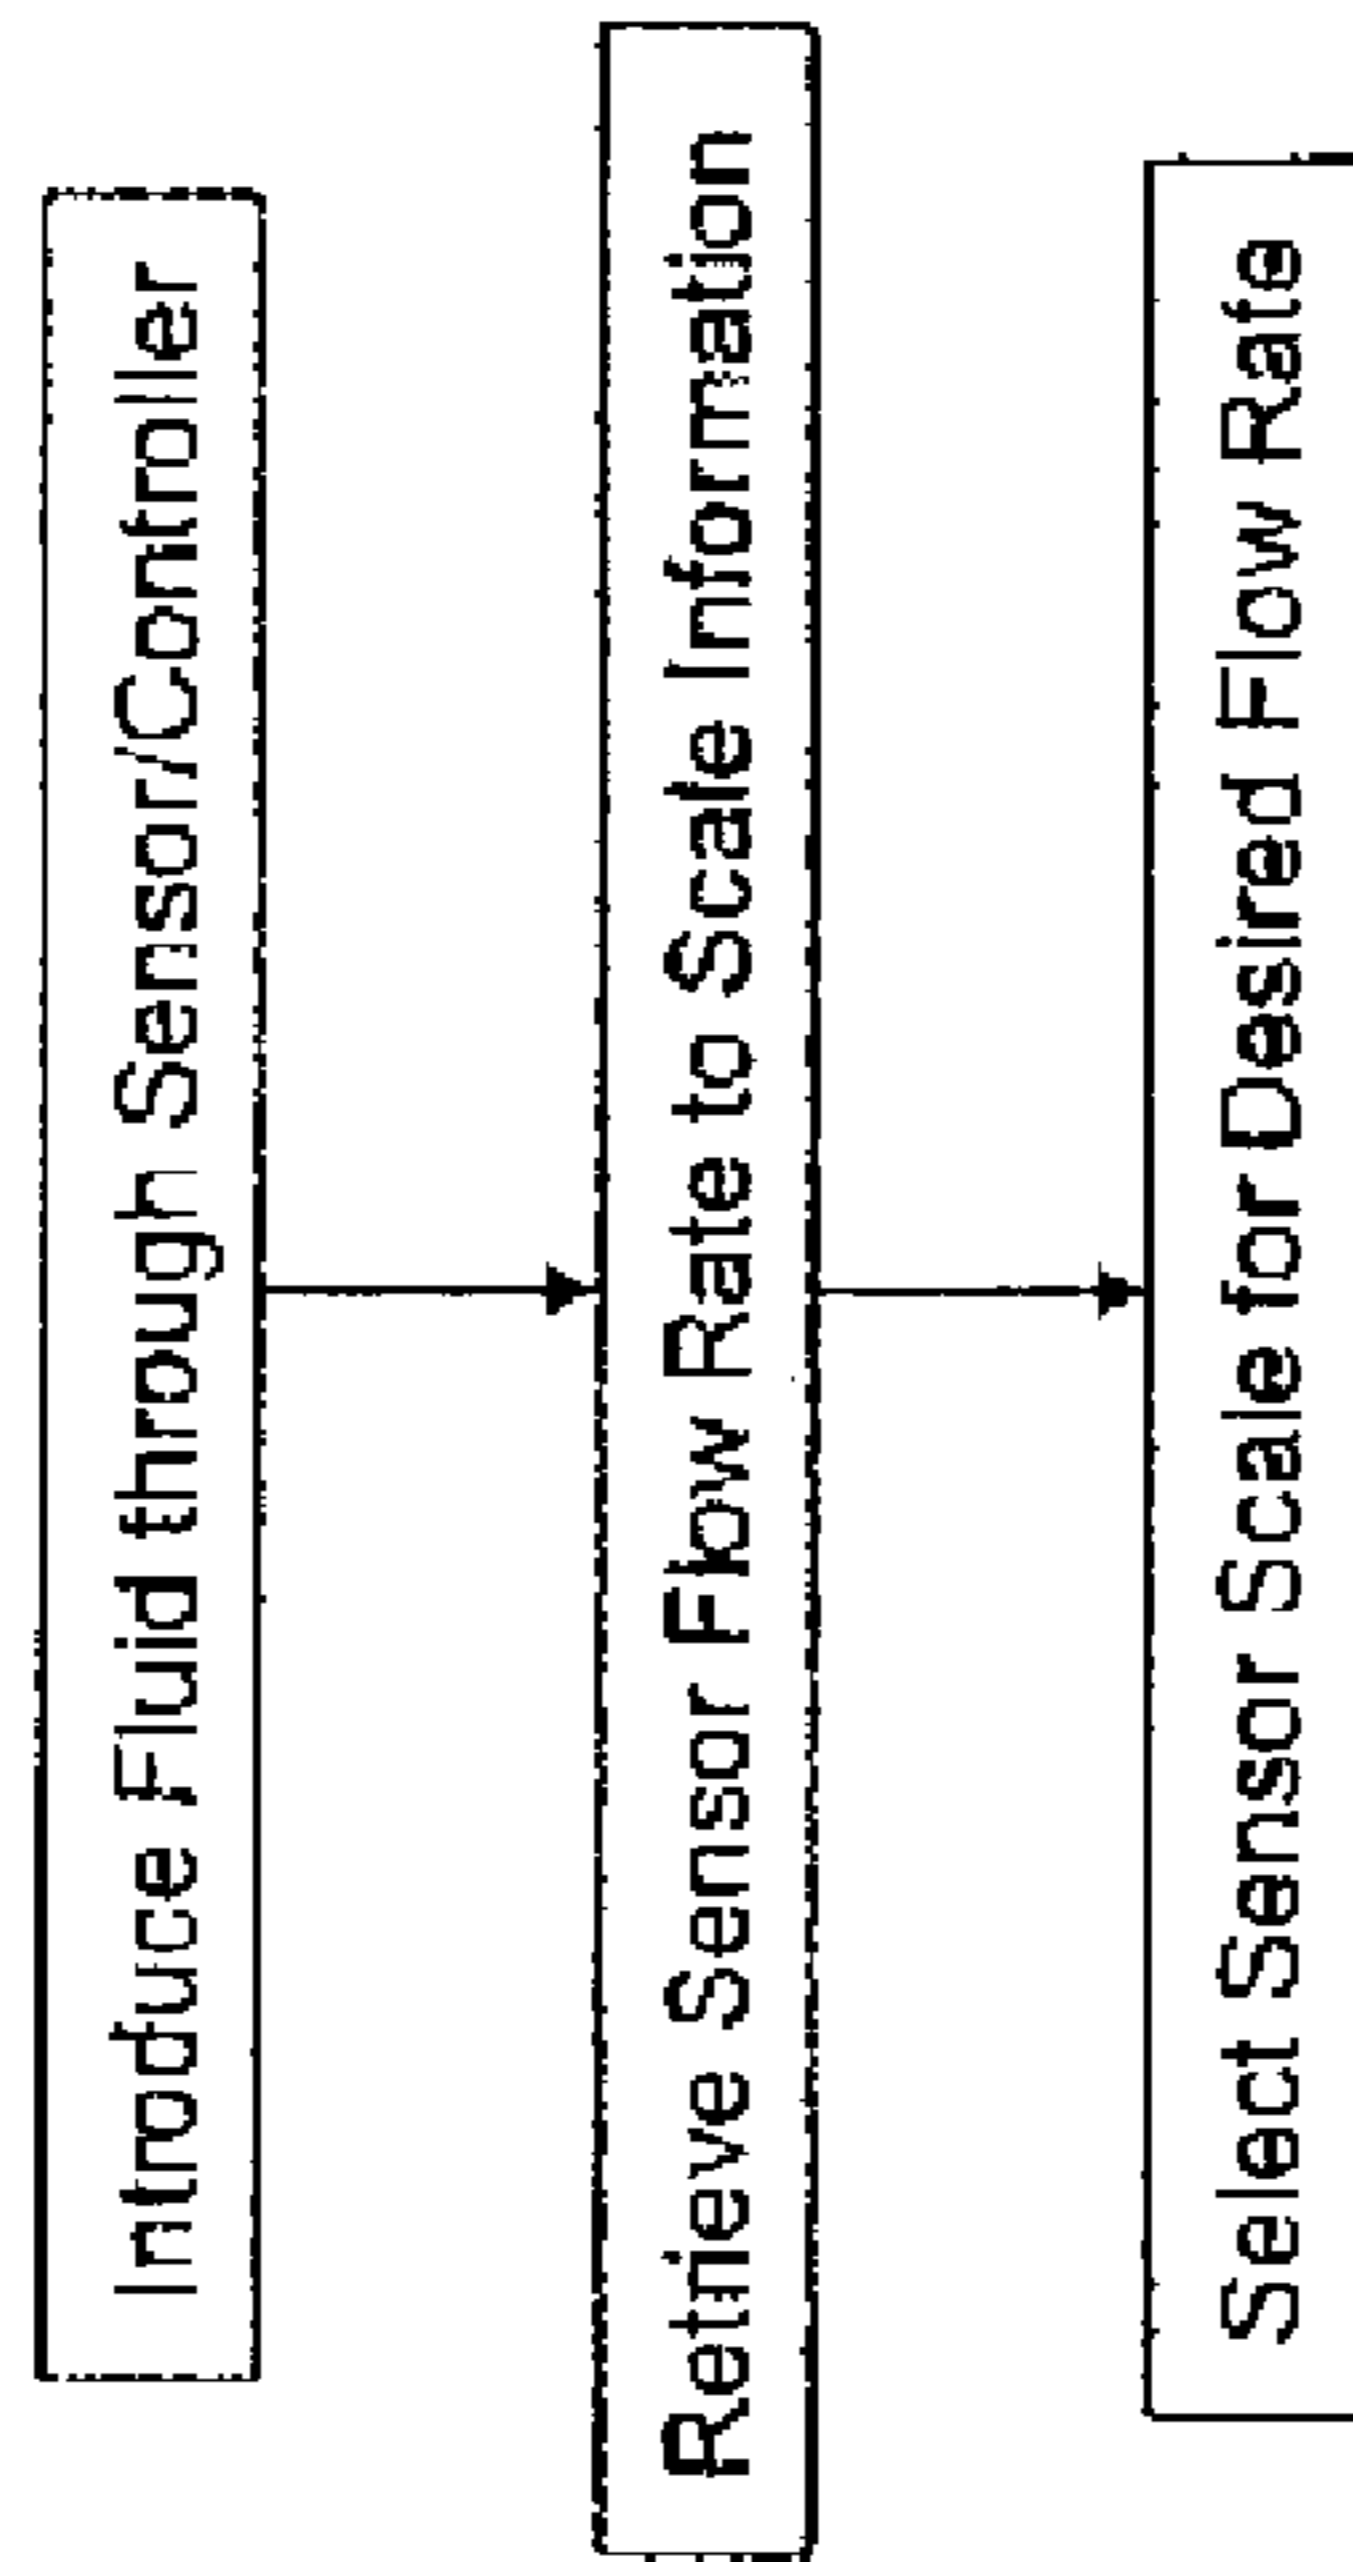 Introduce Fluid through Sensor/Controller
Retrieve Sensor Flow Rate to Scale Information
Select Sensor Scale for Desired Flow Rate